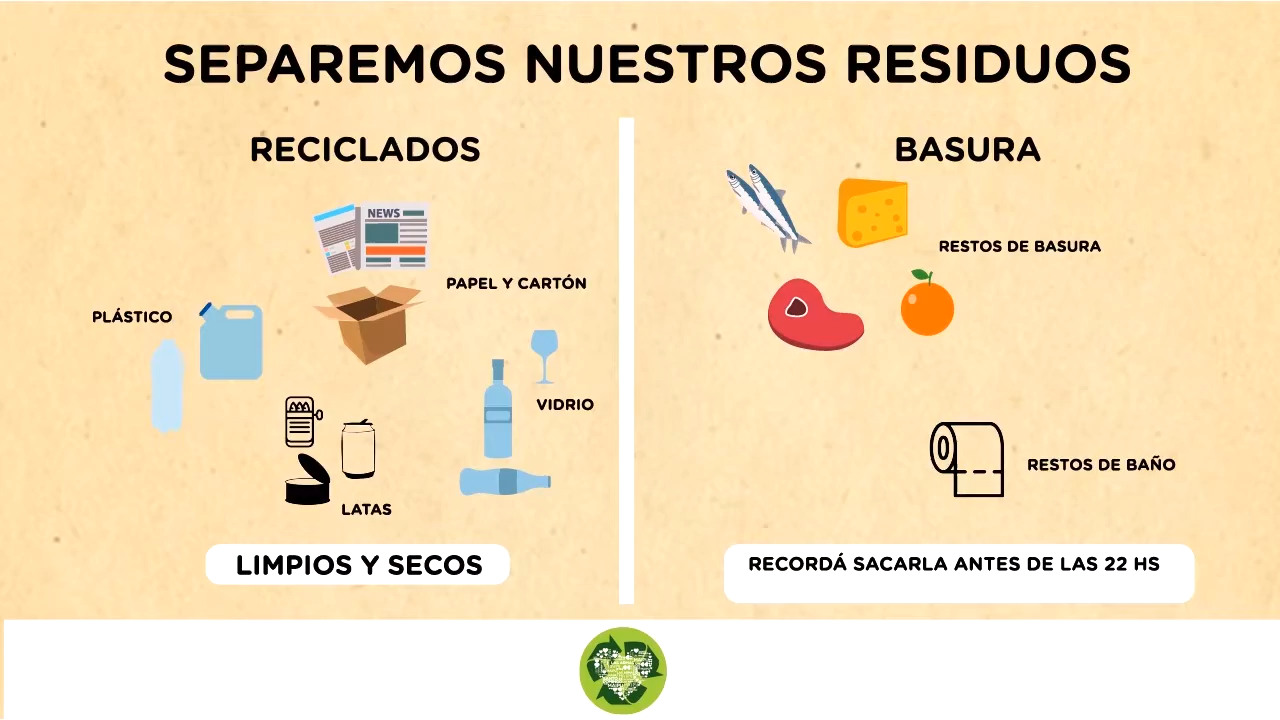 SEPAREMOS NUESTROS RESIDUOS
RECICLADOS
NEWS
PAPEL Y CARTÓN
PLÁSTICO
VIDRIO
LATAS
LIMPIOS Y SECOS
BASURA
RESTOS DE BASURA
RESTOS DE BAÑO
RECORDÁ SACARLA ANTES DE LAS 22 HS